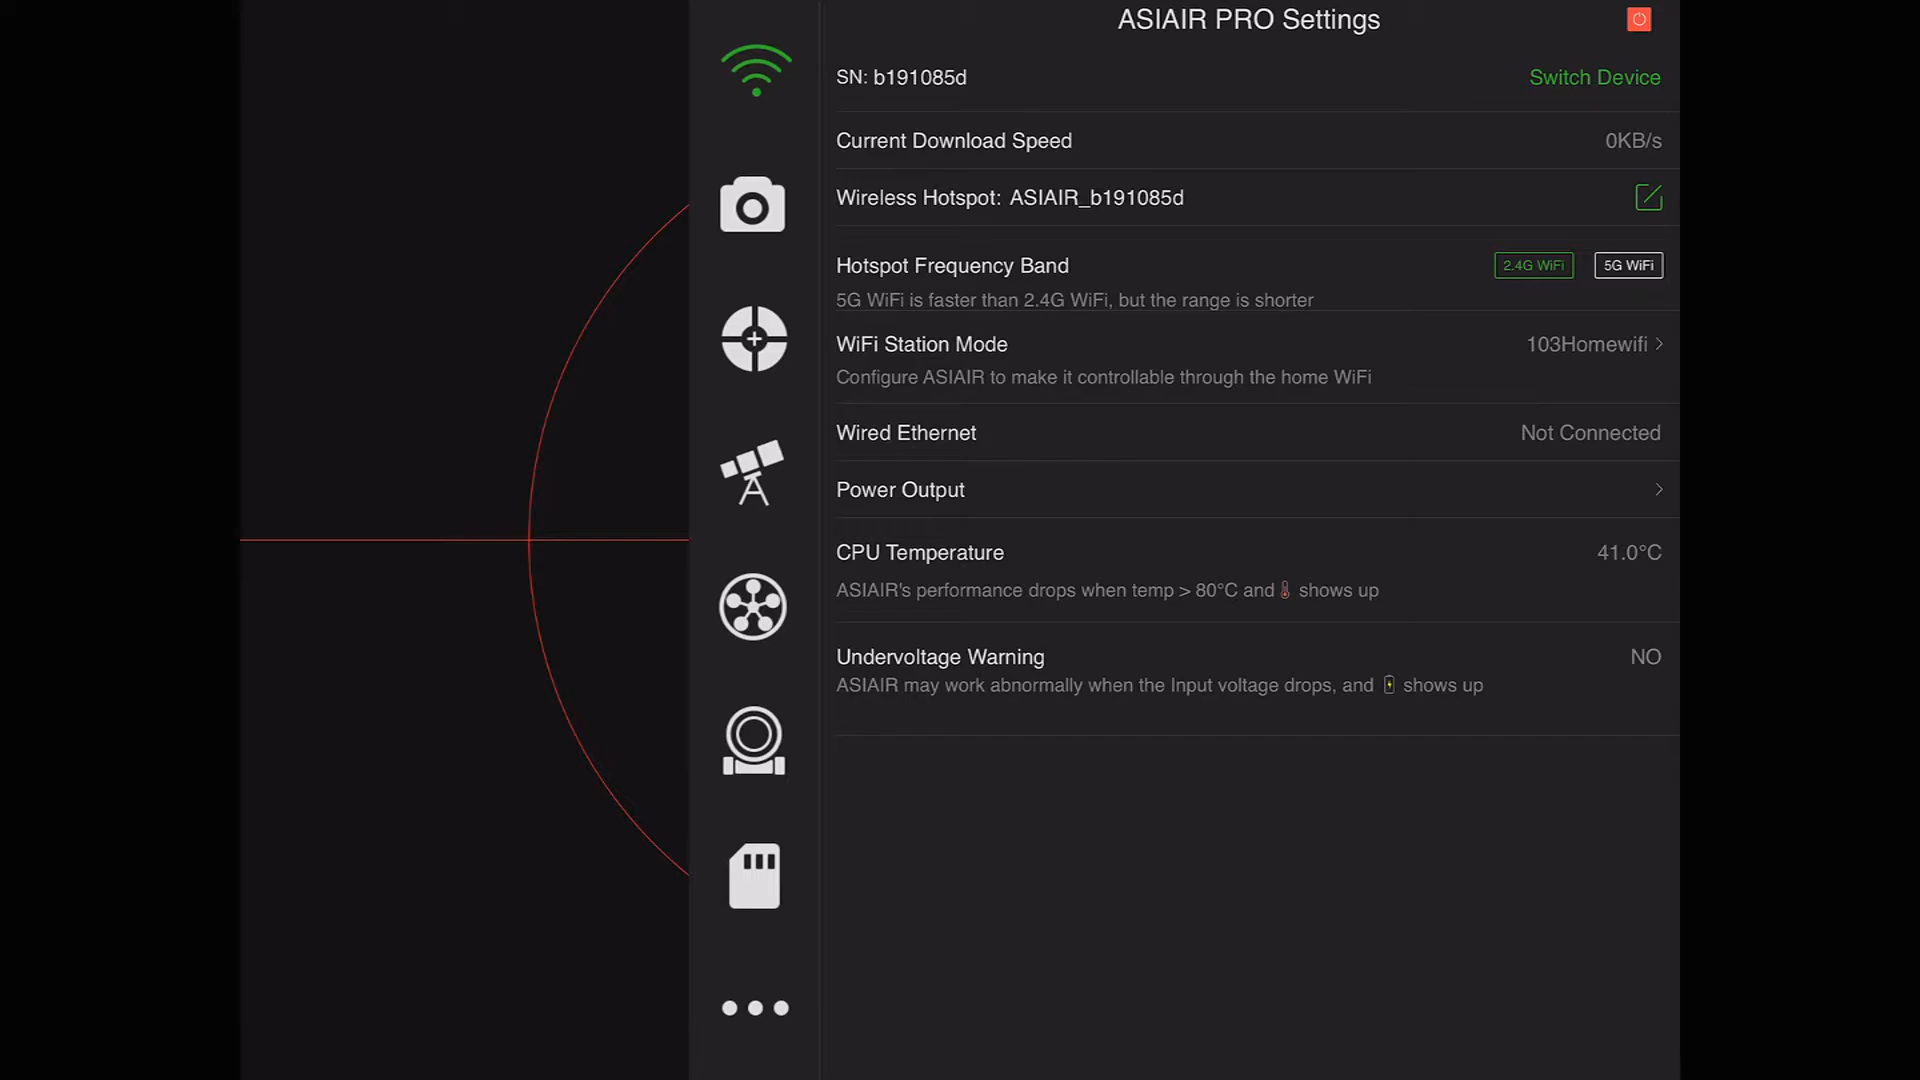 ASIAIR PRO Settings
SN: b191085d Switch Device
Current Download Speed 0KB/s
Wireless Hotspot: ASIAIR_b191085d
Hotspot Frequency Band 2.4G WiFi 5G WiFi
5G WiFi is faster than 2.4G WiFi, but the range is shorter
WiFi Station Mode 103Homewifi
Configure ASIAIR to make it controllable through the home WiFi
Wired Ethernet Not Connected
Power Output
CPU Temperature 41.0°C
ASIAIR's performance drops when temp > 80°C and shows up
Undervoltage Warning NO
ASIAIR may work abnormally when the Input voltage drops, and shows up